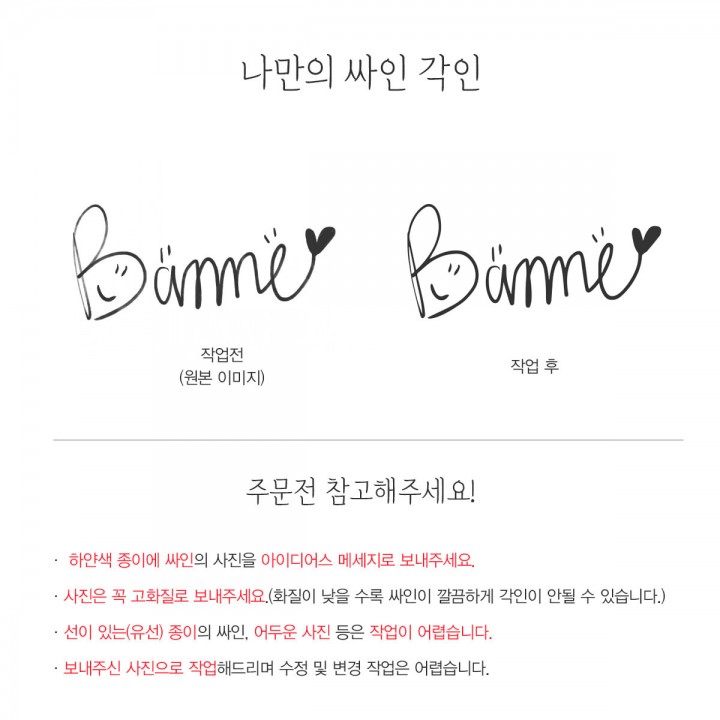 나만의 싸인 각인
Banme Banme
작업전
(원본 이미지)
작업 후
주문전 참고해주세요!
· 하얀색 종이에 싸인의 사진을 아이디어스 메세지로 보내주세요.
· 사진은 꼭 고화질로 보내주세요.(화질이 낮을 수록 싸인이 깔끔하게 각인이 안될 수 있습니다.)
· 선이 있는(유선) 종이의 싸인, 어두운 사진 등은 작업이 어렵습니다.
· 보내주신 사진으로 작업해드리며 수정 및 변경 작업은 어렵습니다.